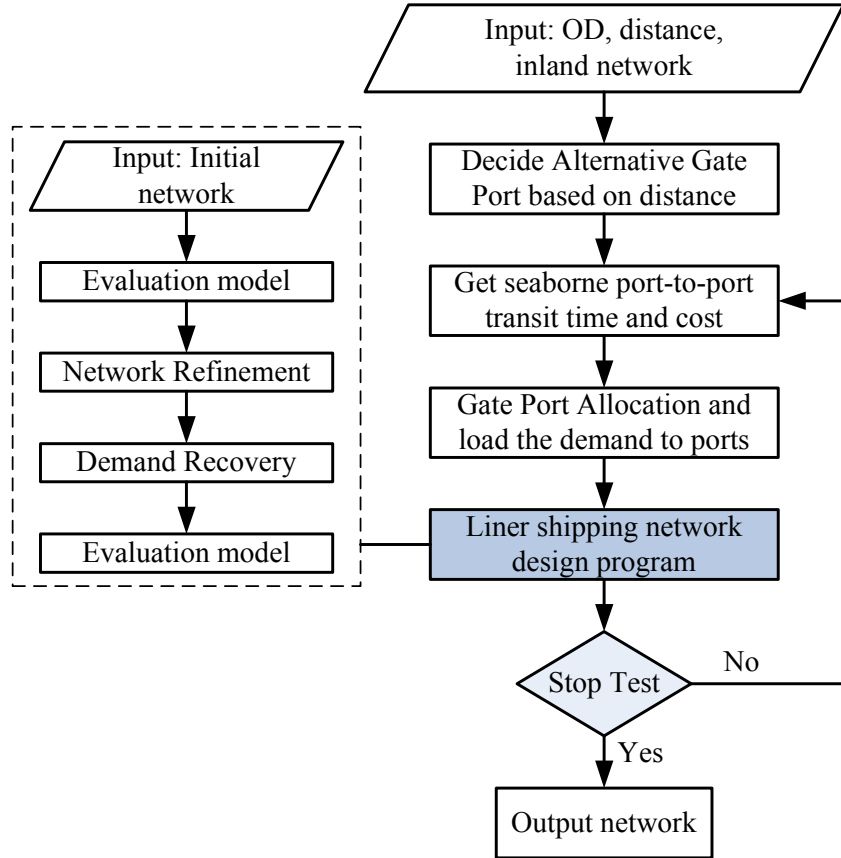 Input: OD, distance,
inland network
Decide Alternative Gate
Port based on distance
Get seaborne port-to-port
transit time and cost
Gate Port Allocation and
load the demand to ports
Liner shipping network
design program
Stop Test
No
Yes
Output network
Input: Initial
network
Evaluation model
Network Refinement
Demand Recovery
Evaluation model